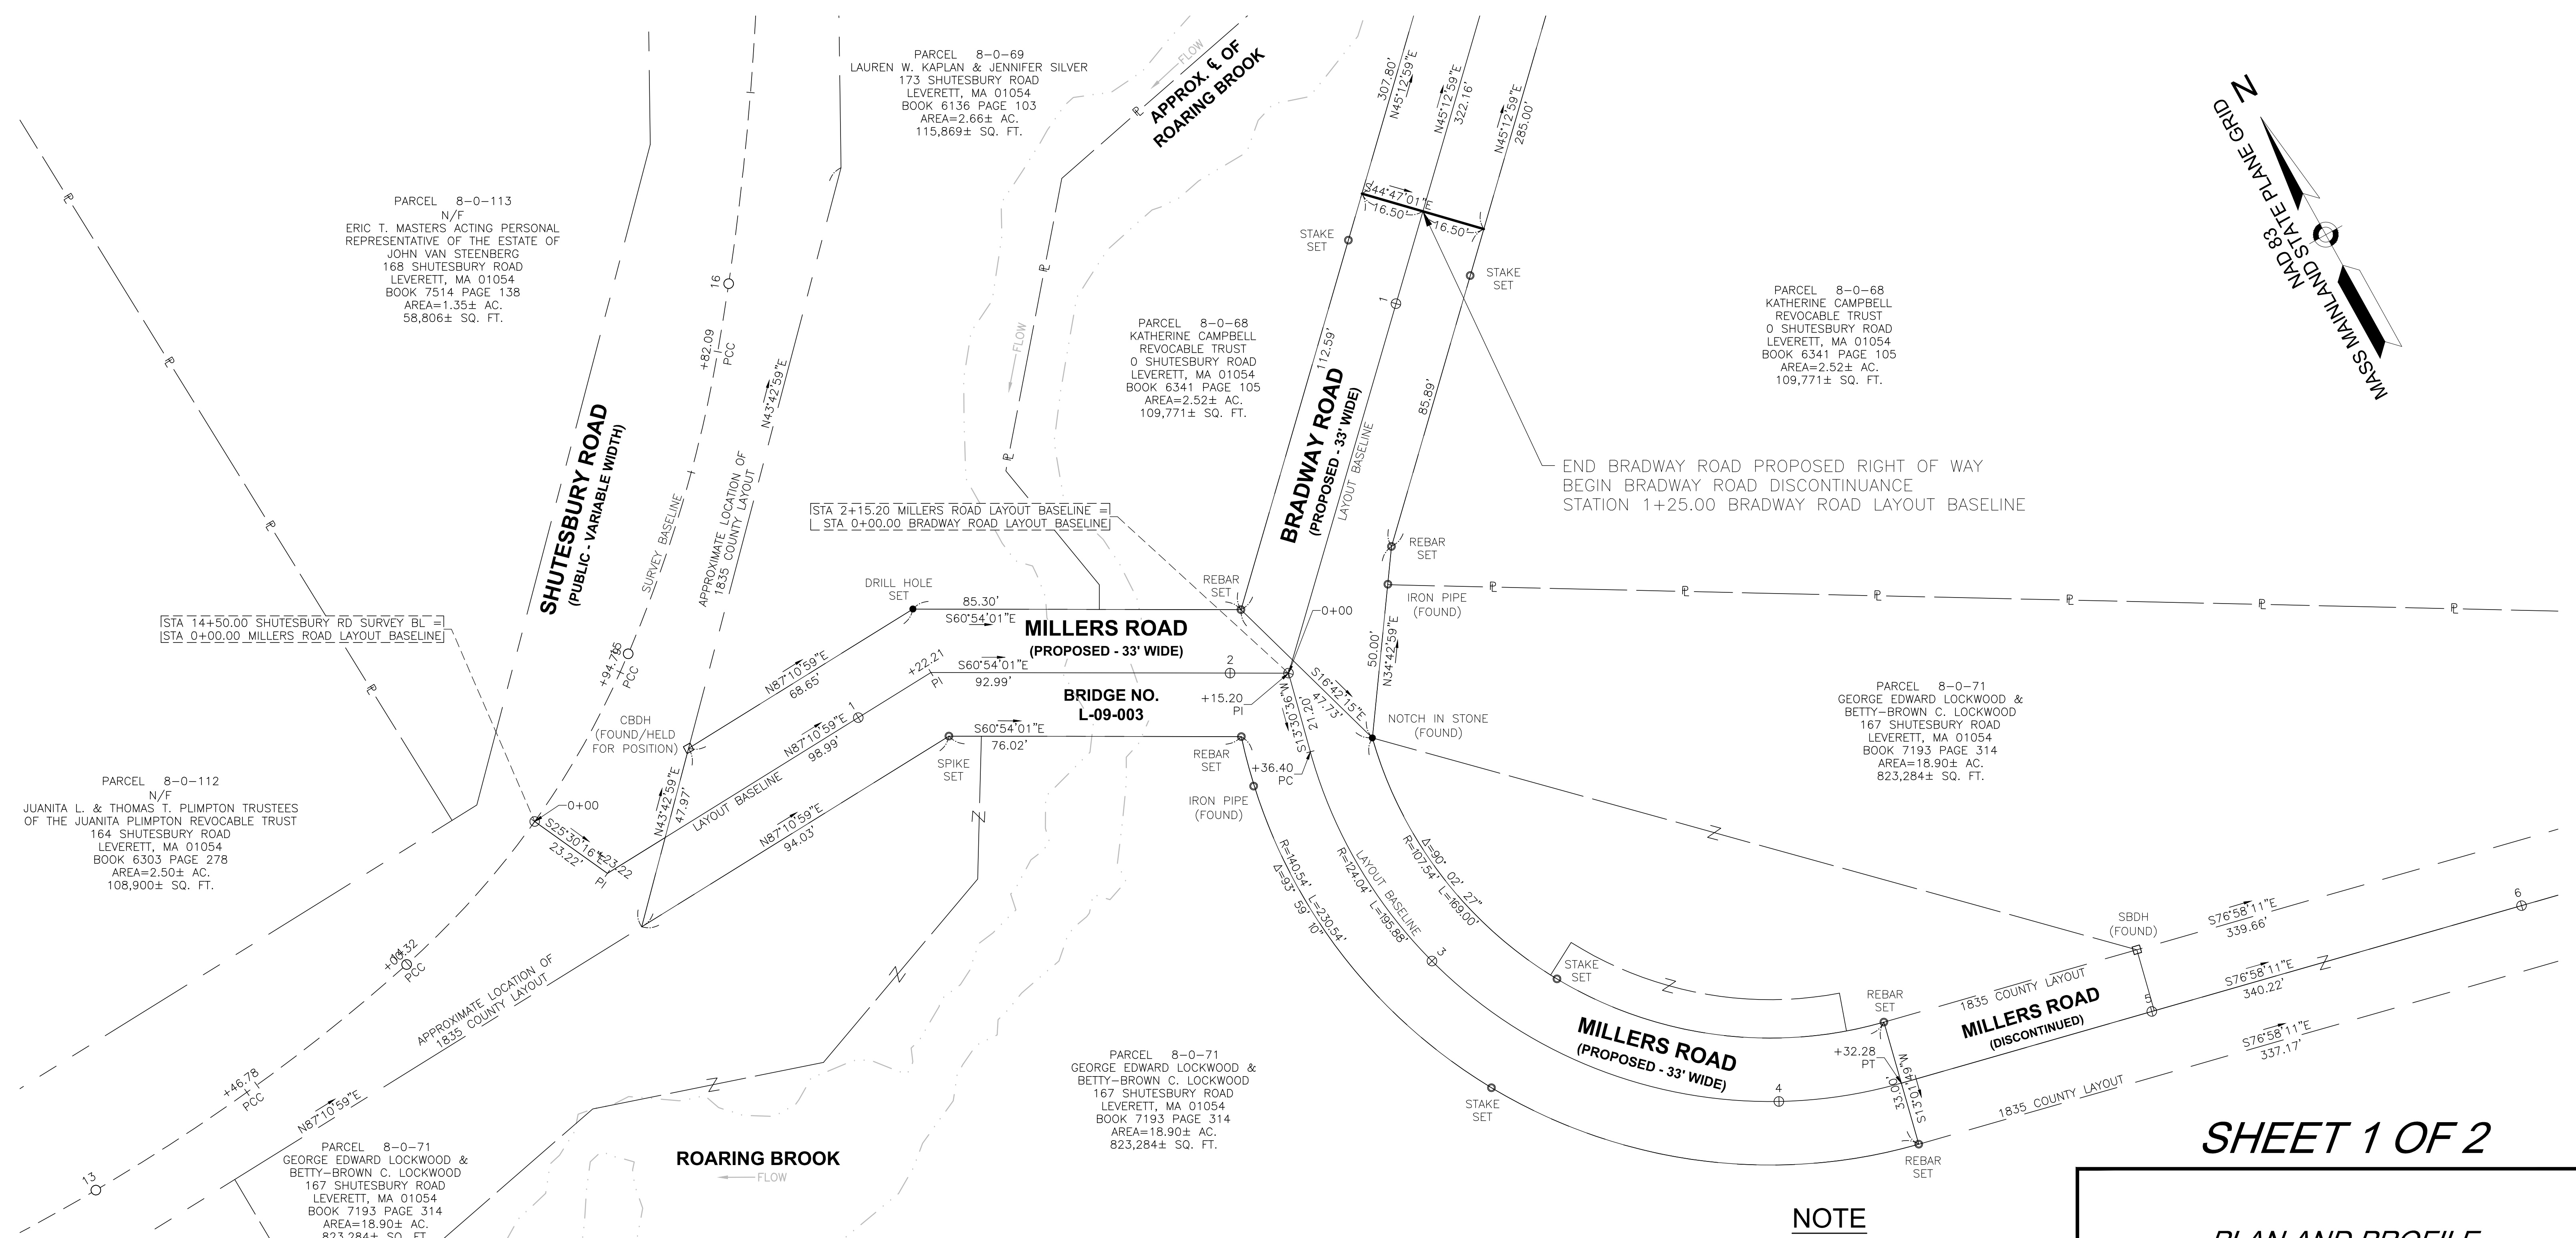 PARCEL 8-0-69
LAUREN W. KAPLAN & JENNIFER SILVER
173 SHUTESBURY ROAD
LEVERETT, MA 01054
BOOK 6136 PAGE 103
AREA=2.66± AC.
115,869± SQ. FT.
FLOW
APPROX. ℄ OF
ROARING BROOK
307.80'
N45°12'59"E
N45°12'59"E
322.16'
N45°12'59"E
285.00'
NAD 83
MASS MAINLAND STATE PLANE GRID
N
PARCEL 8-0-113
N/F
ERIC T. MASTERS ACTING PERSONAL
REPRESENTATIVE OF THE ESTATE OF
JOHN VAN STEENBERG
168 SHUTESBURY ROAD
LEVERETT, MA 01054
BOOK 7514 PAGE 138
AREA=1.35± AC.
58,806± SQ. FT.
16
+82.09
PCC
N43°42'59"E
FLOW
S44°47'01"E
16.50'
16.50'
STAKE
SET
STAKE
SET
1
PARCEL 8-0-68
KATHERINE CAMPBELL
REVOCABLE TRUST
0 SHUTESBURY ROAD
LEVERETT, MA 01054
BOOK 6341 PAGE 105
AREA=2.52± AC.
109,771± SQ. FT.
PARCEL 8-0-68
KATHERINE CAMPBELL
REVOCABLE TRUST
0 SHUTESBURY ROAD
LEVERETT, MA 01054
BOOK 6341 PAGE 105
AREA=2.52± AC.
109,771± SQ. FT.
112.59'
85.89'
BRADWAY ROAD
(PROPOSED - 33' WIDE)
LAYOUT BASELINE
END BRADWAY ROAD PROPOSED RIGHT OF WAY
BEGIN BRADWAY ROAD DISCONTINUANCE
STATION 1+25.00 BRADWAY ROAD LAYOUT BASELINE
SHUTESBURY ROAD
(PUBLIC - VARIABLE WIDTH)
SURVEY BASELINE
APPROXIMATE LOCATION OF
1835 COUNTY LAYOUT
STA 2+15.20 MILLERS ROAD LAYOUT BASELINE =
STA 0+00.00 BRADWAY ROAD LAYOUT BASELINE
STA 14+50.00 SHUTESBURY RD SURVEY BL =
STA 0+00.00 MILLERS ROAD LAYOUT BASELINE
+94.76
PCC
DRILL HOLE
SET
85.30'
S60°54'01"E
REBAR
SET
REBAR
SET
IRON PIPE
(FOUND)
50.00'
N34°42'59"E
0+00
MILLERS ROAD
(PROPOSED - 33' WIDE)
N87°10'59"E
68.65'
+22.21
PI
S60°54'01"E
92.99'
2
S16°42'15"E
47.73'
BRIDGE NO.
L-09-003
+15.20
PI
S13°30'36"W
21.20'
NOTCH IN STONE
(FOUND)
CBDH
(FOUND/HELD
FOR POSITION)
1
N87°10'59"E
98.99'
LAYOUT BASELINE
S60°54'01"E
76.02'
SPIKE
SET
REBAR
SET
+36.40
PC
IRON PIPE
(FOUND)
PARCEL 8-0-71
GEORGE EDWARD LOCKWOOD &
BETTY-BROWN C. LOCKWOOD
167 SHUTESBURY ROAD
LEVERETT, MA 01054
BOOK 7193 PAGE 314
AREA=18.90± AC.
823,284± SQ. FT.
PARCEL 8-0-112
N/F
JUANITA L. & THOMAS T. PLIMPTON TRUSTEES
OF THE JUANITA PLIMPTON REVOCABLE TRUST
164 SHUTESBURY ROAD
LEVERETT, MA 01054
BOOK 6303 PAGE 278
AREA=2.50± AC.
108,900± SQ. FT.
0+00
S25°30'16"E
23.22'
+23.22
PI
N43°42'59"E
47.97'
N87°10'59"E
94.03'
Δ=90° 02' 27"
R=107.54' L=169.00'
LAYOUT BASELINE
R=124.04' L=195.88'
R=140.54' L=230.54'
Δ=93° 59' 10"
3
+00.32
PCC
APPROXIMATE LOCATION OF
1835 COUNTY LAYOUT
STAKE
SET
SBDH
(FOUND)
S76°58'11"E
339.66'
6
S76°58'11"E
340.22'
5
REBAR
SET
1835 COUNTY LAYOUT
MILLERS ROAD
(DISCONTINUED)
MILLERS ROAD
(PROPOSED - 33' WIDE)
+32.28
PT
S13°01'49"W
33.00'
S76°58'11"E
337.17'
1835 COUNTY LAYOUT
4
STAKE
SET
REBAR
SET
+46.78
PCC
N87°10'59"E
13
PARCEL 8-0-71
GEORGE EDWARD LOCKWOOD &
BETTY-BROWN C. LOCKWOOD
167 SHUTESBURY ROAD
LEVERETT, MA 01054
BOOK 7193 PAGE 314
AREA=18.90± AC.
823,284± SQ. FT.
PARCEL 8-0-71
GEORGE EDWARD LOCKWOOD &
BETTY-BROWN C. LOCKWOOD
167 SHUTESBURY ROAD
LEVERETT, MA 01054
BOOK 7193 PAGE 314
AREA=18.90± AC.
823,284± SQ. FT.
ROARING BROOK
FLOW
SHEET 1 OF 2
NOTE
PLAN AND PROFILE